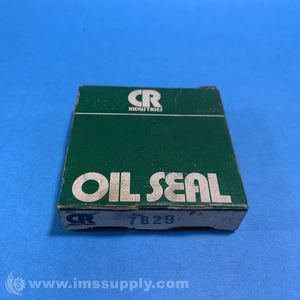 CR
INDUSTRIES
OIL SEAL
CR
7829
© www.imssupply.com